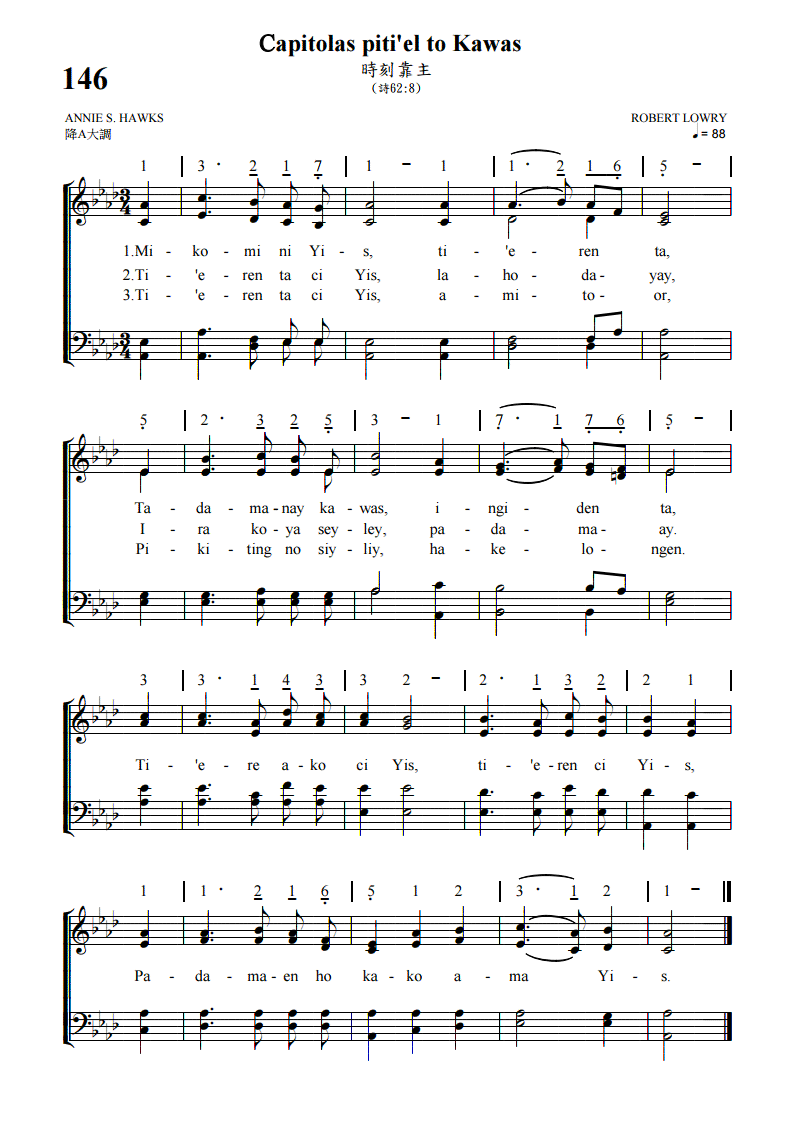 Capitolas piti'el to Kawas
146
時刻靠主
(詩62:8)
ANNIE S. HAWKS
ROBERT LOWRY
降A大調
♩ = 88
1 | 3 · 2 1 7 | 1 - 1 | 1 · 2 1 6 | 5 - |
1.Mi - ko - mi ni Yi - s, ti - 'e - ren ta,
2.Ti - 'e - ren ta ci Yis, la - ho - da - yay,
3.Ti - 'e - ren ta ci Yis, a - mi - to - or,
5 | 2 · 3 2 5 | 3 - 1 | 7 · 1 7 6 | 5 - |
Ta - da - ma - nay ka - was, i - ngi - den ta,
I - ra ko - ya sey - ley, pa - da - ma - ay.
Pi - ki - ting no siy - liy, ha - ke - lo - ngen.
3 | 3 · 1 4 3 | 3 2 - | 2 · 1 3 2 | 2 1 |
Ti - 'e - re a - ko ci Yis, ti - 'e - ren ci Yi - s,
1 | 1 · 2 1 6 | 5 1 2 | 3 · 1 2 | 1 - ||
Pa - da - ma - en ho ka - ko a - ma Yi - s.